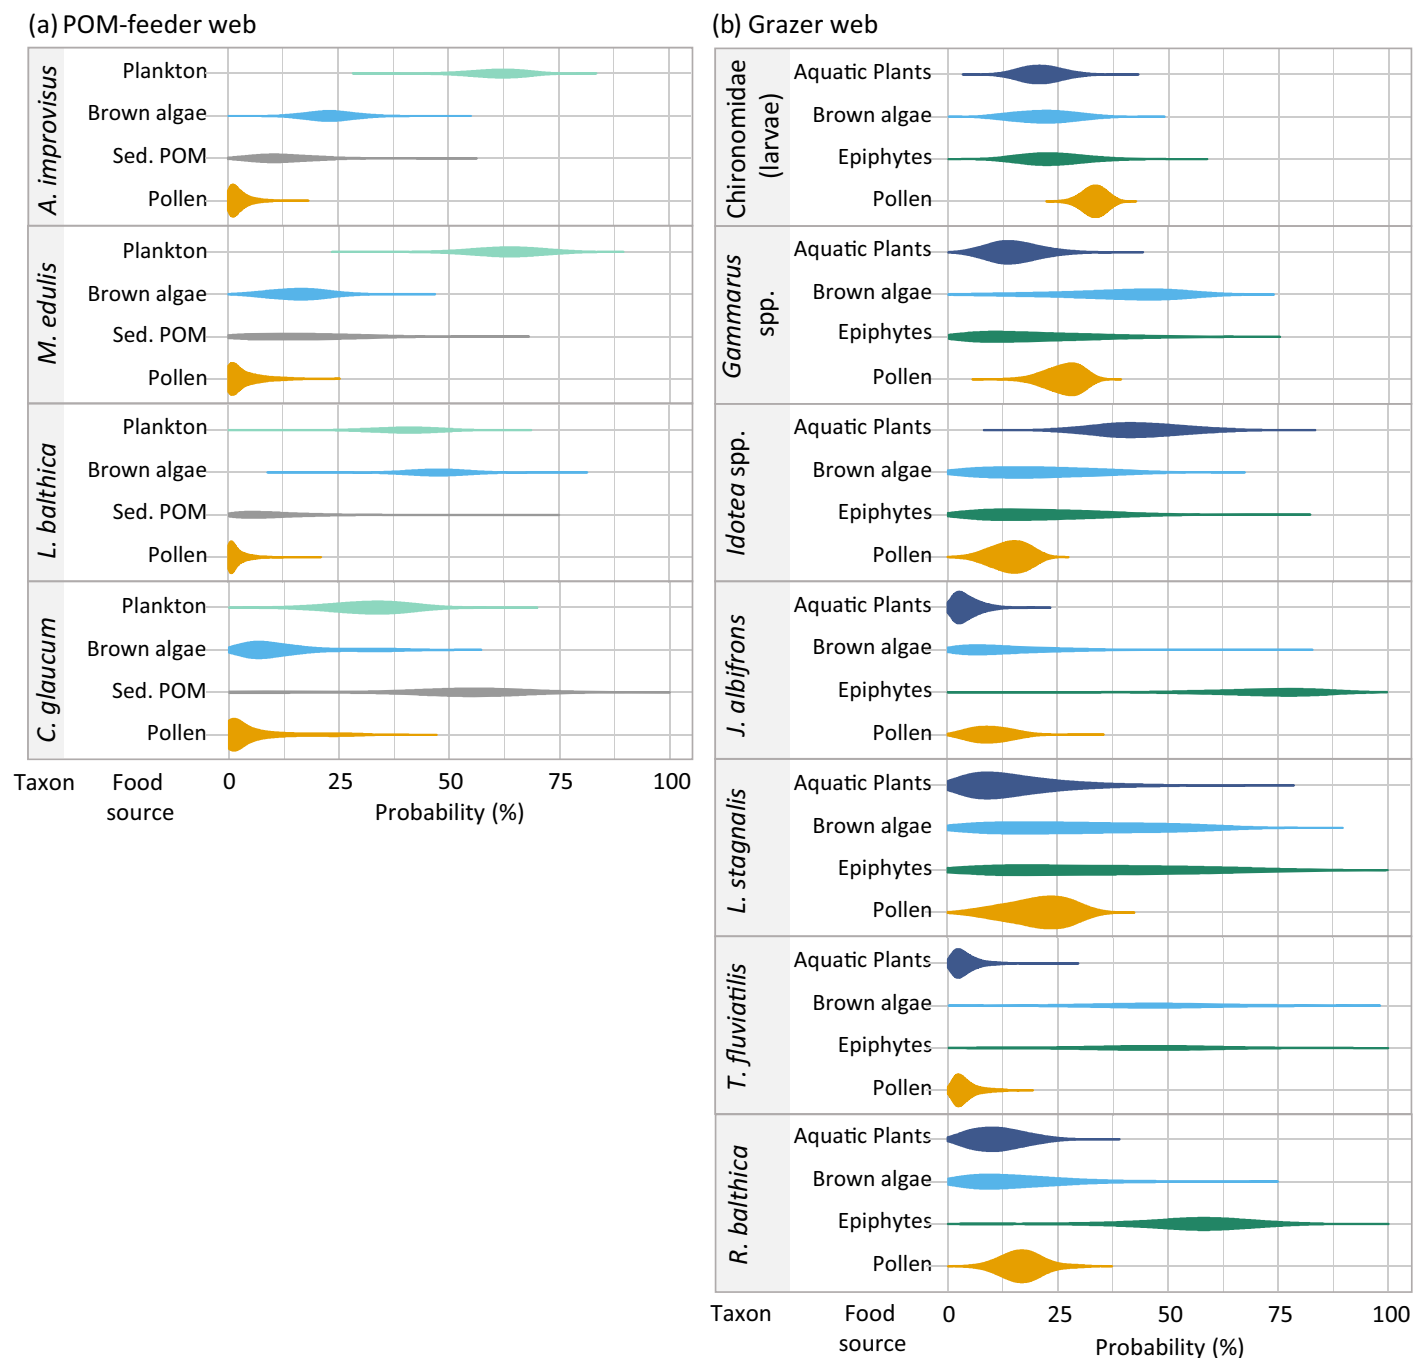 (a) POM-feeder web
A. improvisus
Plankton
Brown algae
Sed. POM
Pollen
M. edulis
Plankton
Brown algae
Sed. POM
Pollen
L. balthica
Plankton
Brown algae
Sed. POM
Pollen
C. glaucum
Plankton
Brown algae
Sed. POM
Pollen
Taxon
Food
source
0 25 50 75 100
Probability (%)
(b) Grazer web
Chironomidae
(larvae)
Aquatic Plants
Brown algae
Epiphytes
Pollen
Gammarus
spp.
Aquatic Plants
Brown algae
Epiphytes
Pollen
Idotea spp.
Aquatic Plants
Brown algae
Epiphytes
Pollen
J. albifrons
Aquatic Plants
Brown algae
Epiphytes
Pollen
L. stagnalis
Aquatic Plants
Brown algae
Epiphytes
Pollen
T. fluviatilis
Aquatic Plants
Brown algae
Epiphytes
Pollen
R. balthica
Aquatic Plants
Brown algae
Epiphytes
Pollen
Taxon
Food
source
0 25 50 75 100
Probability (%)